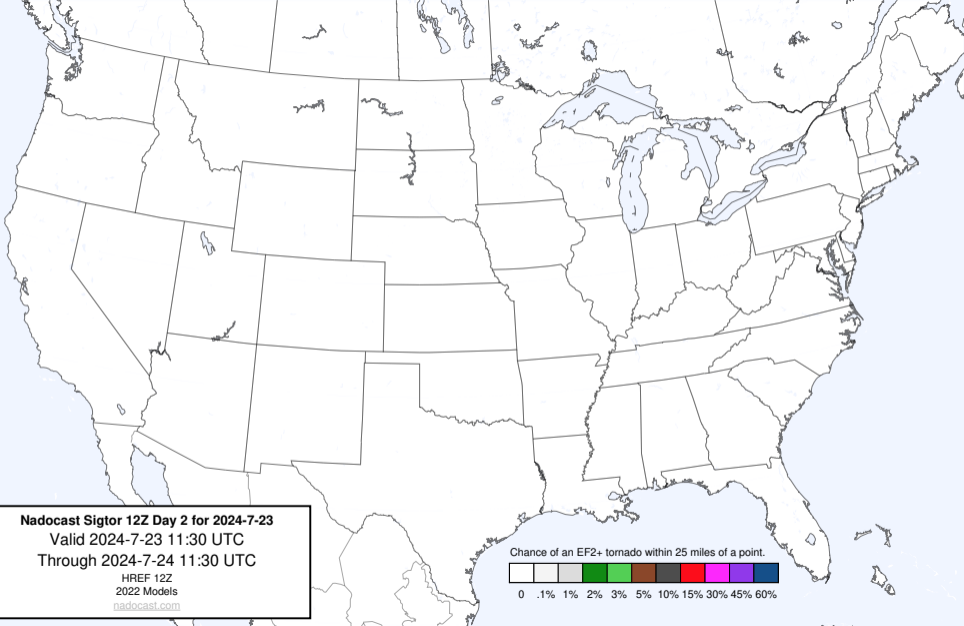 Nadocast Sigtor 12Z Day 2 for 2024-7-23
Valid 2024-7-23 11:30 UTC
Through 2024-7-24 11:30 UTC
HREF 12Z
2022 Models
nadocast.com
Chance of an EF2+ tornado within 25 miles of a point.
0 .1% 1% 2% 3% 5% 10% 15% 30% 45% 60%